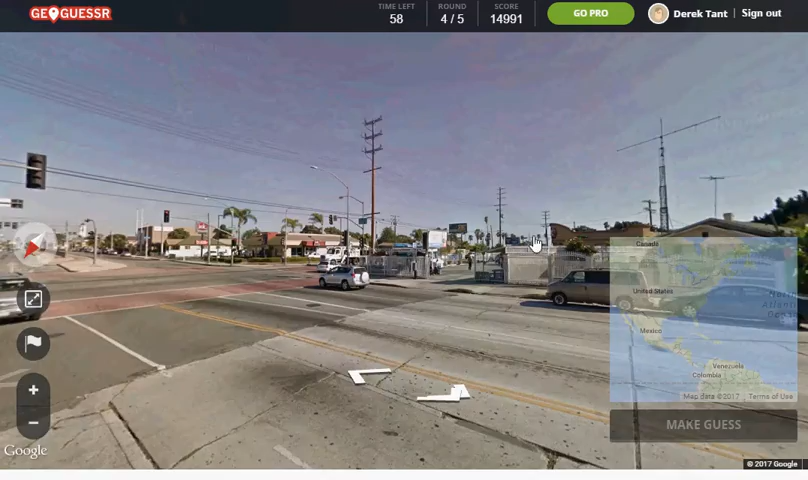 GEOGUESSR
TIME LEFT
58
ROUND
4 / 5
SCORE
14991
GO PRO
Derek Tant
Sign out
Canada
United States
Mexico
Venezuela
Colombia
Map data ©2017
Terms of Use
MAKE GUESS
Google
© 2017 Google